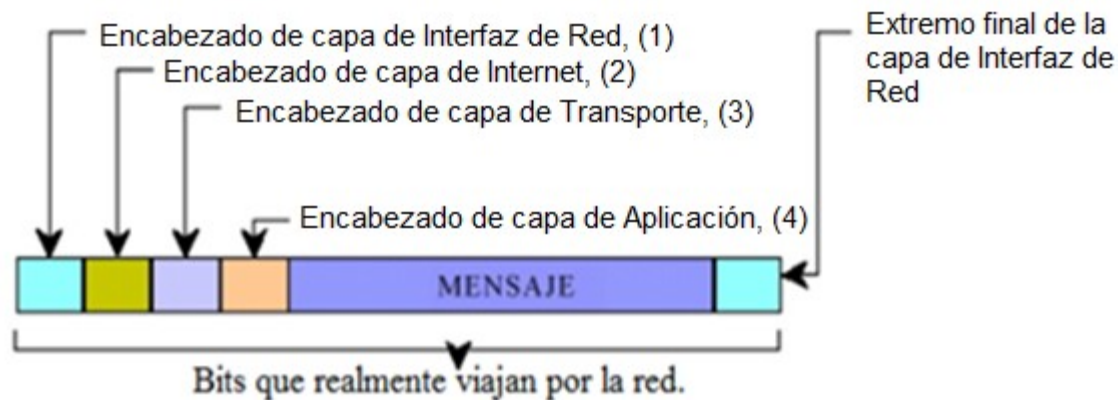 Encabezado de capa de Interfaz de Red, (1)
Encabezado de capa de Internet, (2)
Encabezado de capa de Transporte, (3)
Encabezado de capa de Aplicación, (4)
Extremo final de la
capa de Interfaz de
Red
MENSAJE
Bits que realmente viajan por la red.